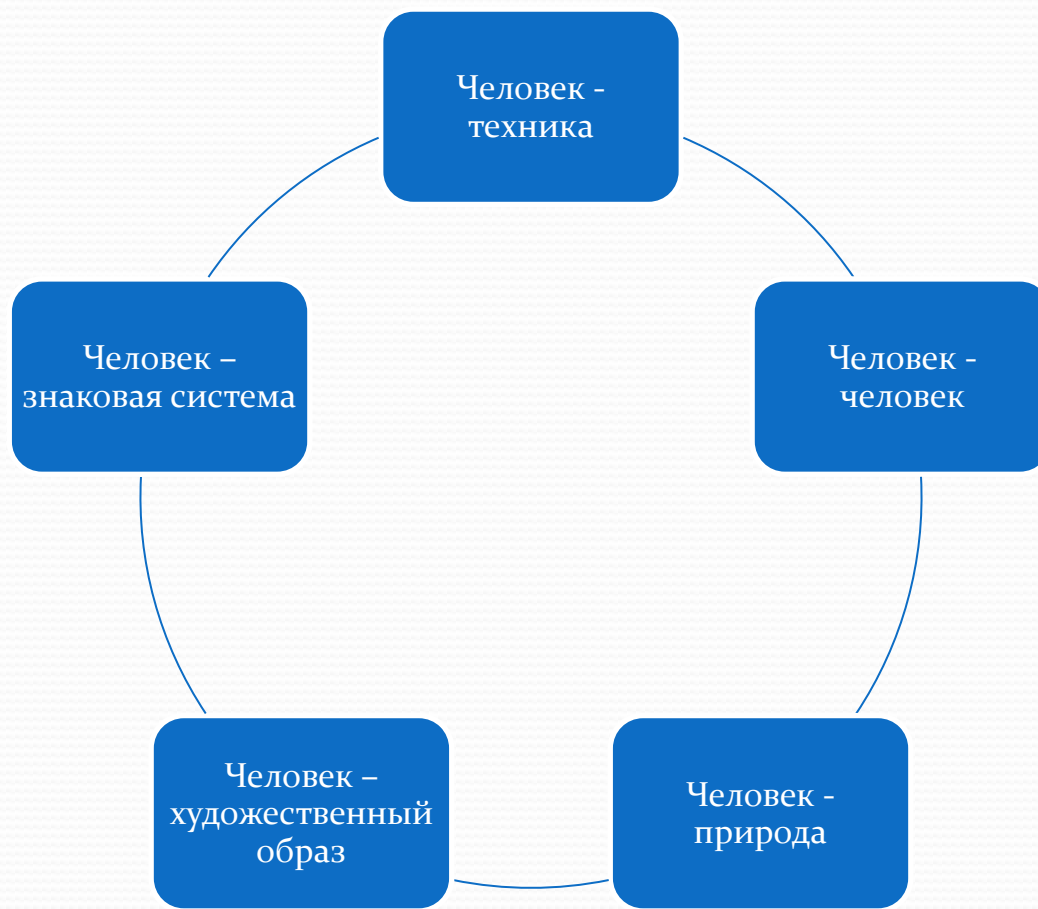 Человек -
техника
Человек –
знаковая система
Человек -
человек
Человек –
художественный
образ
Человек -
природа